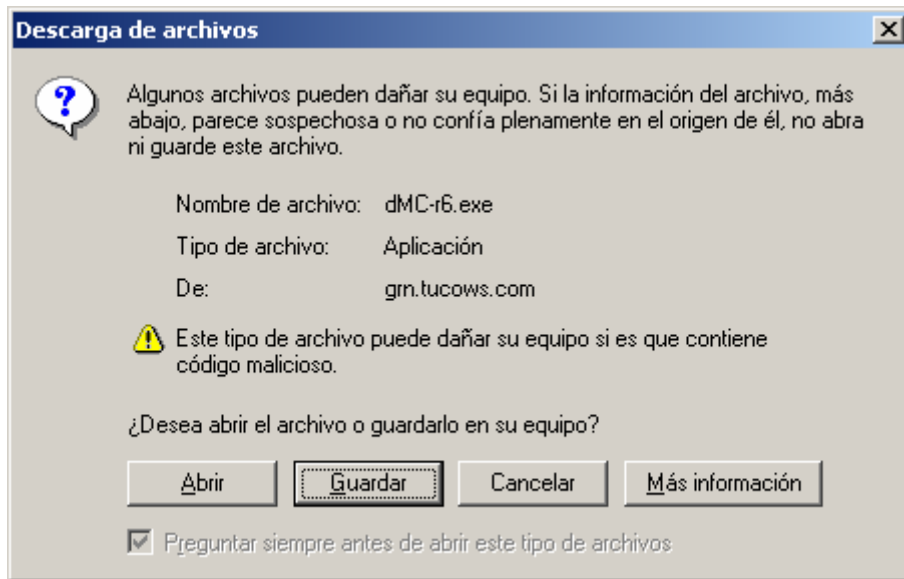 Descarga de archivos
Algunos archivos pueden dañar su equipo. Si la información del archivo, más
abajo, parece sospechosa o no confía plenamente en el origen de él, no abra
ni guarde este archivo.
Nombre de archivo: dMC-r6.exe
Tipo de archivo: Aplicación
De: grn.tucows.com
Este tipo de archivo puede dañar su equipo si es que contiene
código malicioso.
¿Desea abrir el archivo o guardarlo en su equipo?
Abrir Guardar Cancelar Más información
Preguntar siempre antes de abrir este tipo de archivos